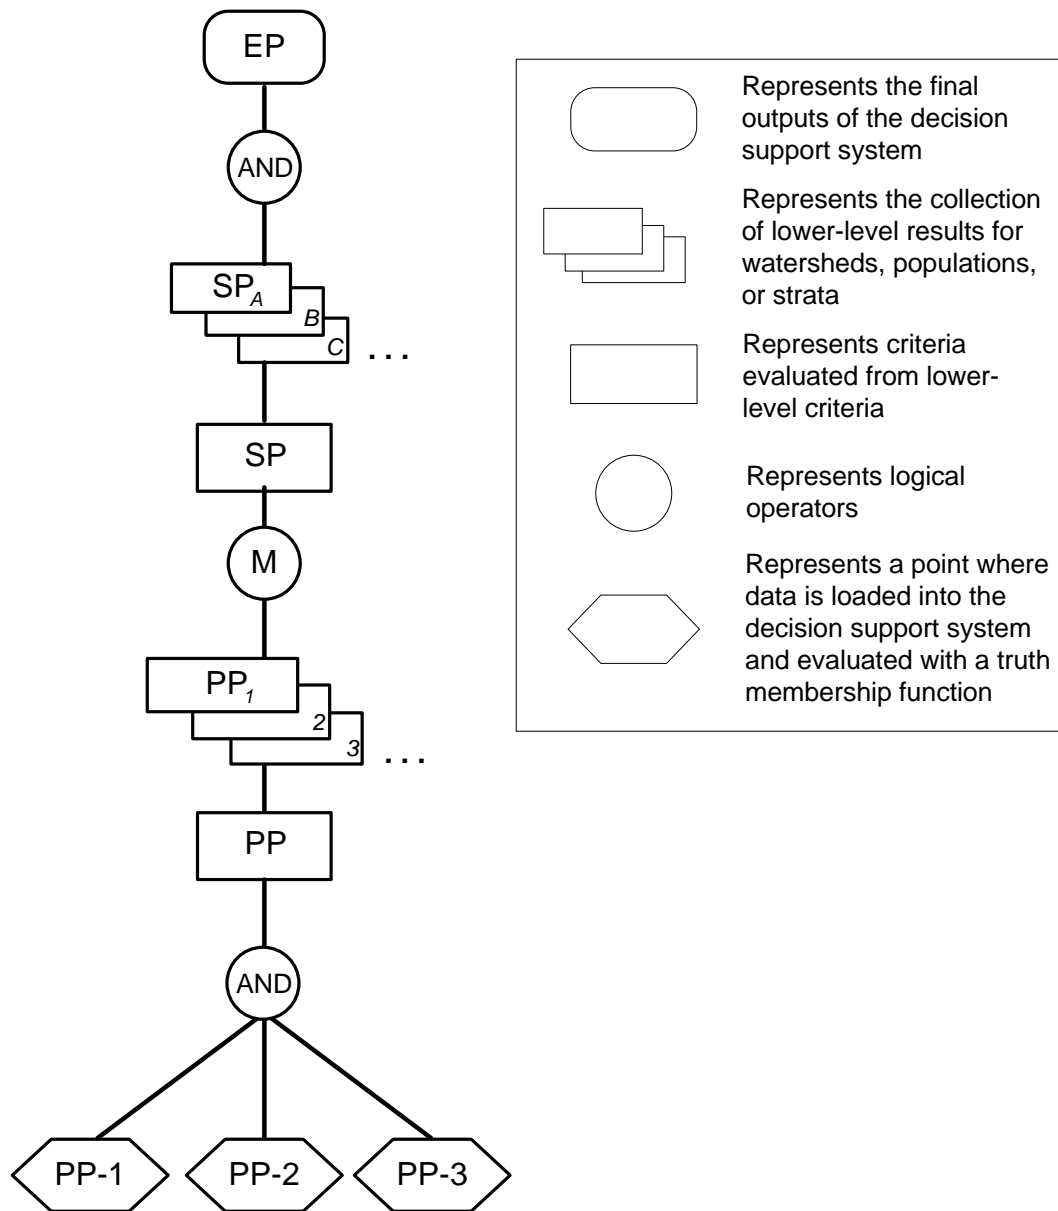 EP
AND
SP A
B
C
...
SP
M
PP 1
2
3
...
PP
AND
PP-1 PP-2 PP-3
Represents the final
outputs of the decision
support system
Represents the collection
of lower-level results for
watersheds, populations,
or strata
Represents criteria
evaluated from lower-
level criteria
Represents logical
operators
Represents a point where
data is loaded into the
decision support system
and evaluated with a truth
membership function